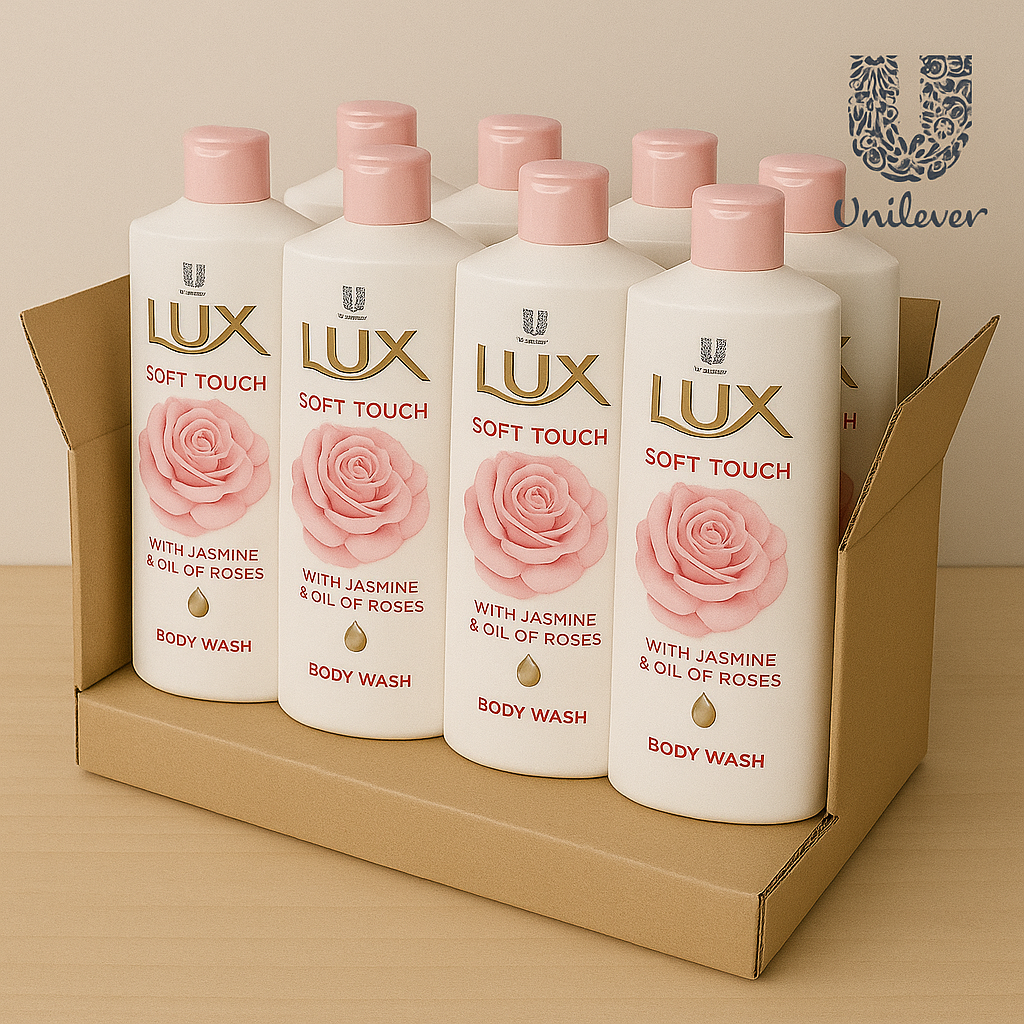 Unilever
LUX
SOFT TOUCH
WITH JASMINE
& OIL OF ROSES
BODY WASH
LUX
SOFT TOUCH
WITH JASMINE
& OIL OF ROSES
BODY WASH
LUX
SOFT TOUCH
WITH JASMINE
& OIL OF ROSES
BODY WASH
LUX
SOFT TOUCH
WITH JASMINE
& OIL OF ROSES
BODY WASH
X
H